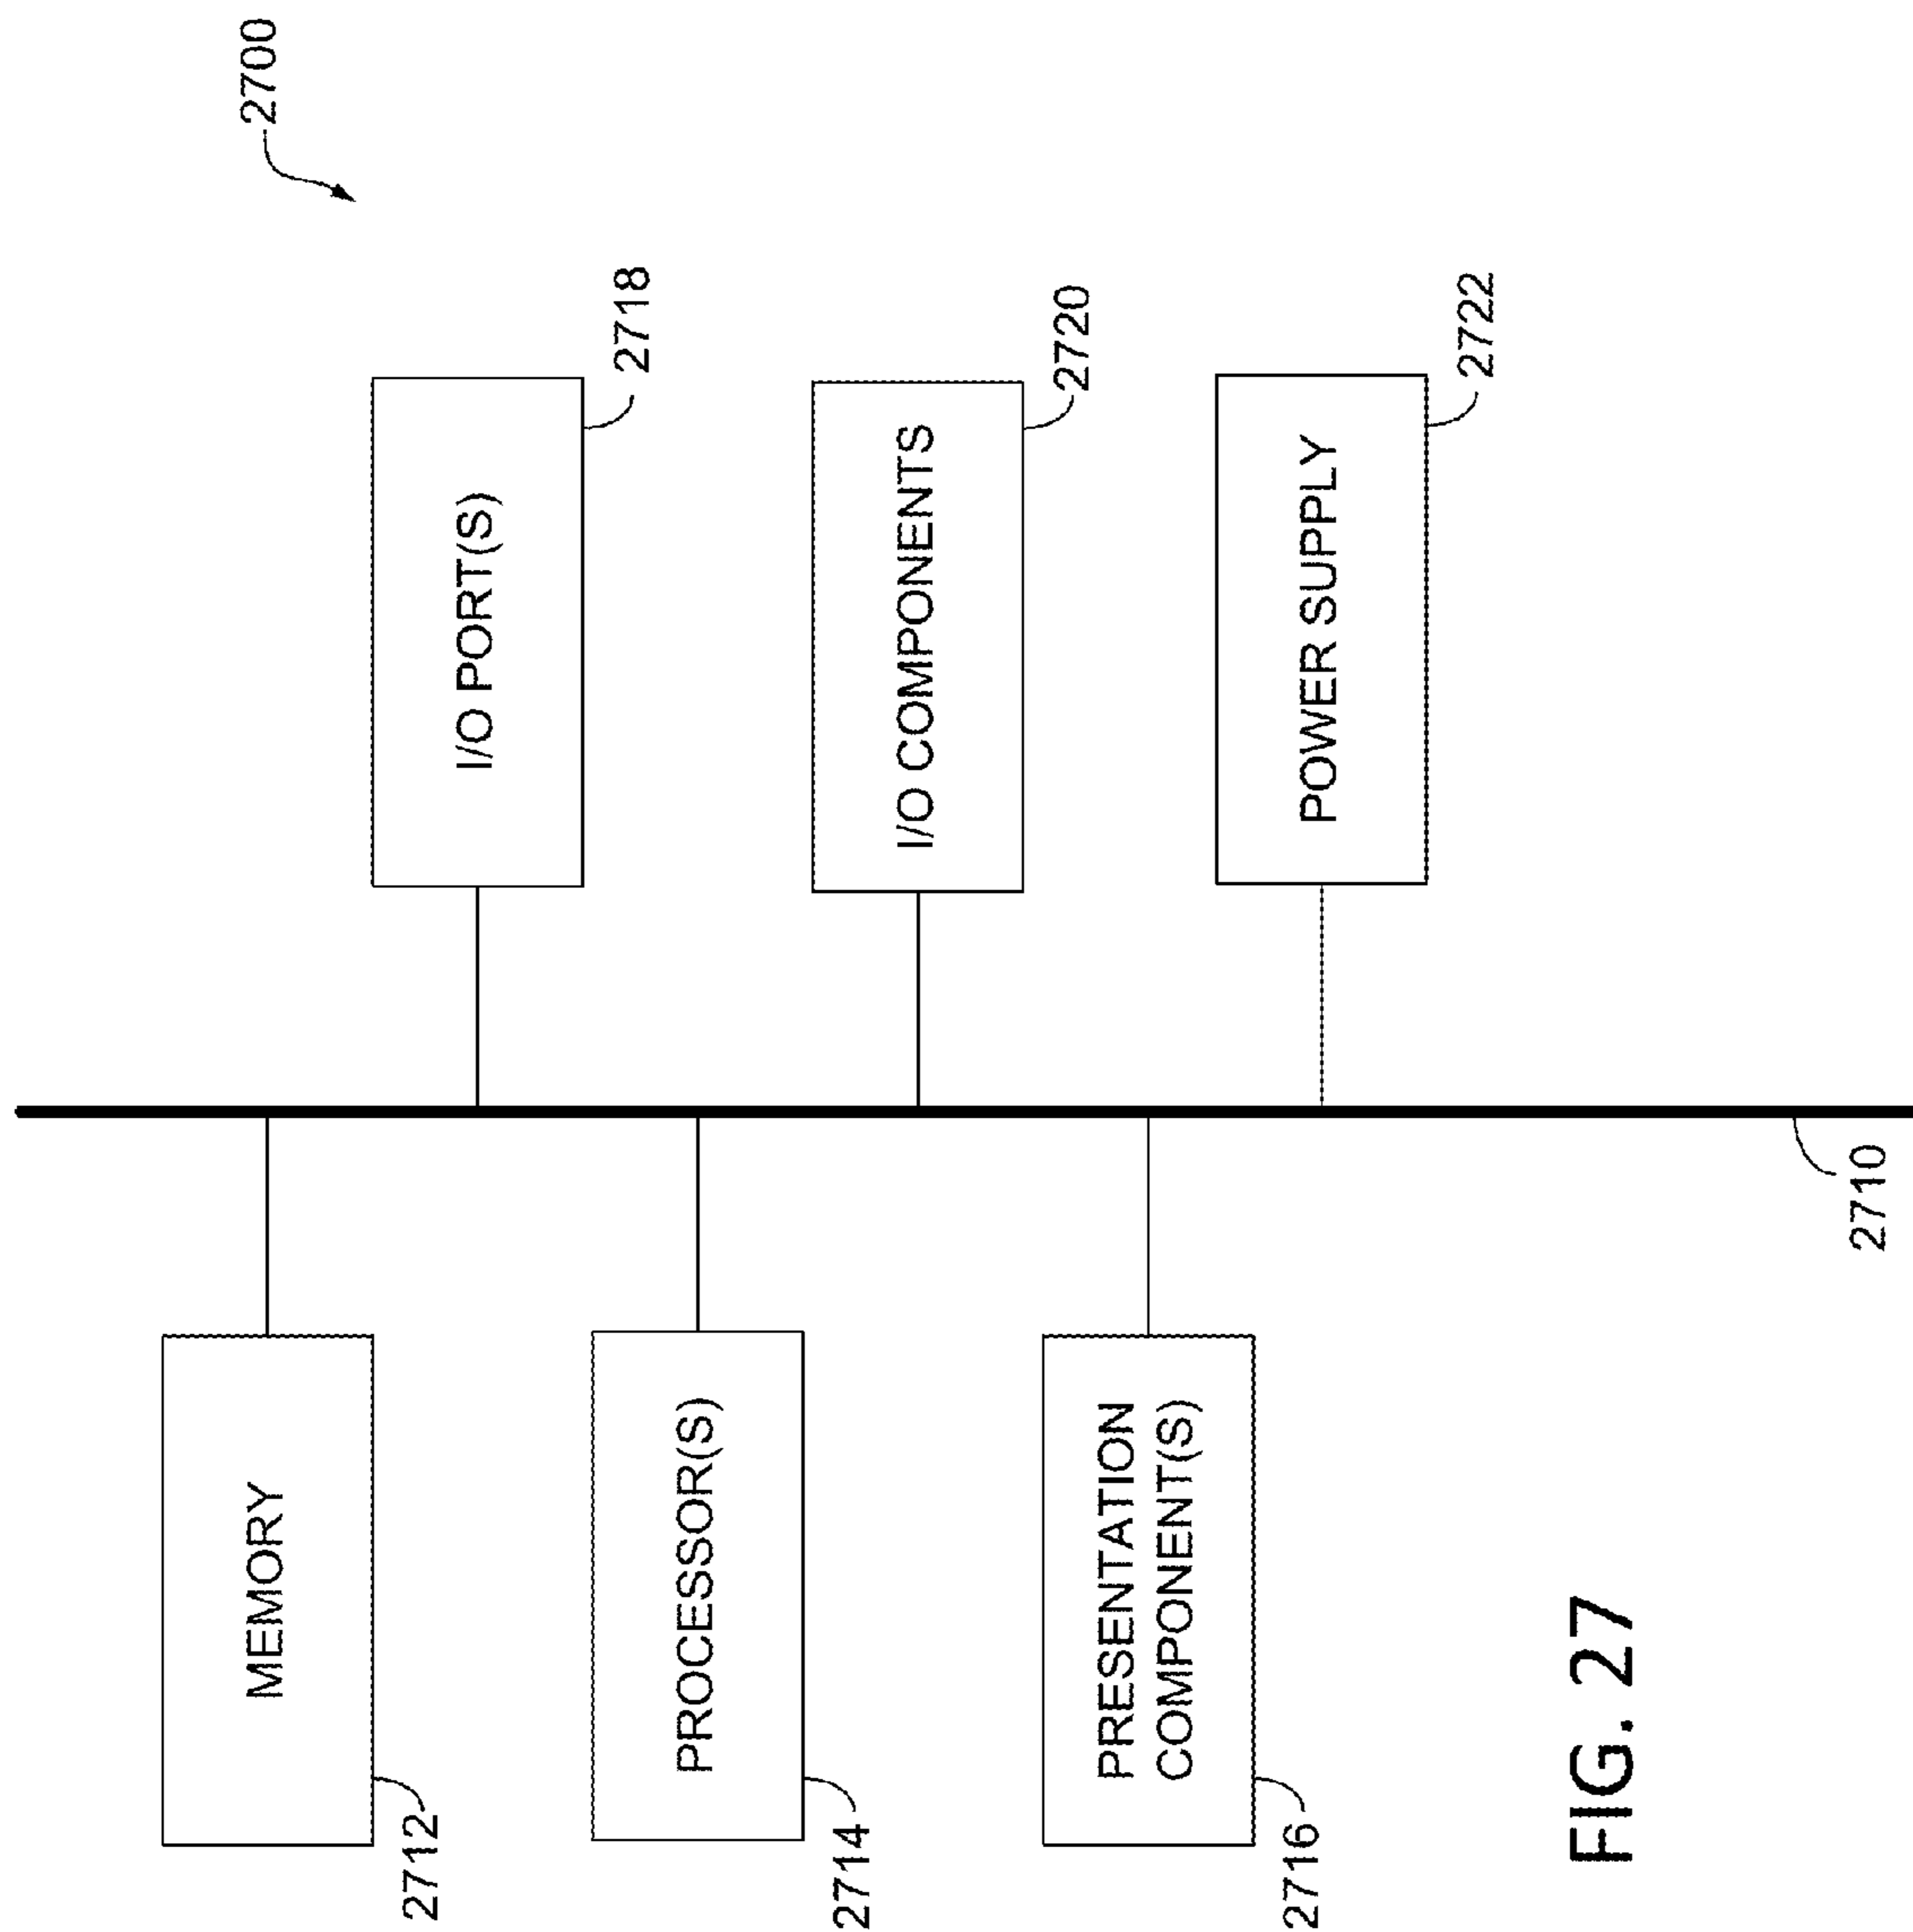 2700
MEMORY
2712
I/O PORT(S)
2718
PROCESSOR(S)
2714
I/O COMPONENTS
2720
PRESENTATION
COMPONENT(S)
2716
POWER SUPPLY
2722
2710
FIG. 27